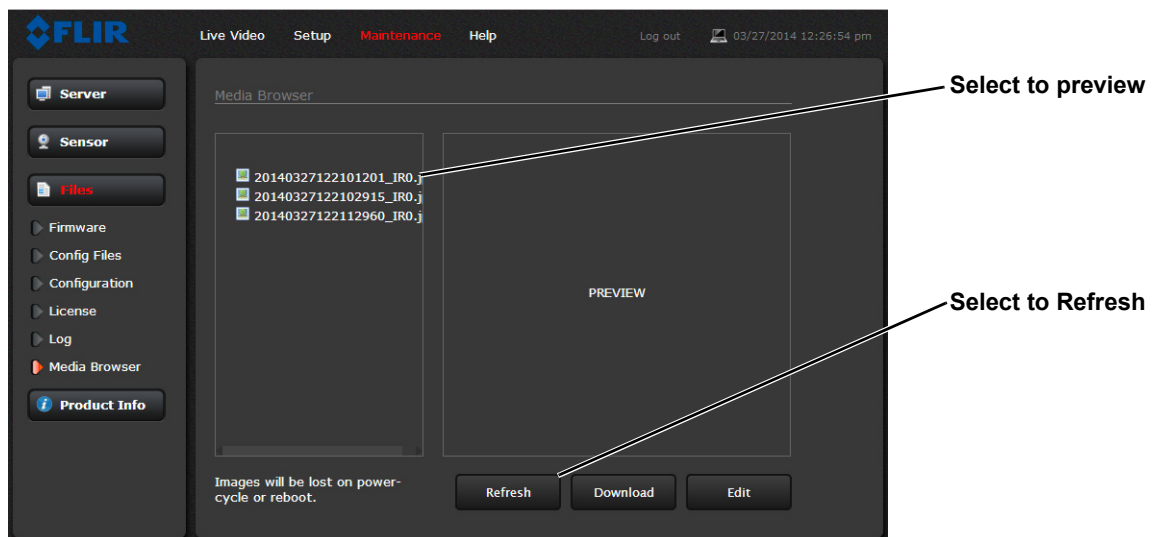 FLIR
Live Video Setup Maintenance Help Log out 03/27/2014 12:26:54 pm
Server
Sensor
Files
Firmware
Config Files
Configuration
License
Log
Media Browser
Product Info
Media Browser
20140327122101201_IR0.j
20140327122102915_IR0.j
20140327122112960_IR0.j
PREVIEW
Images will be lost on power-
cycle or reboot.
Refresh Download Edit
Select to preview
Select to Refresh